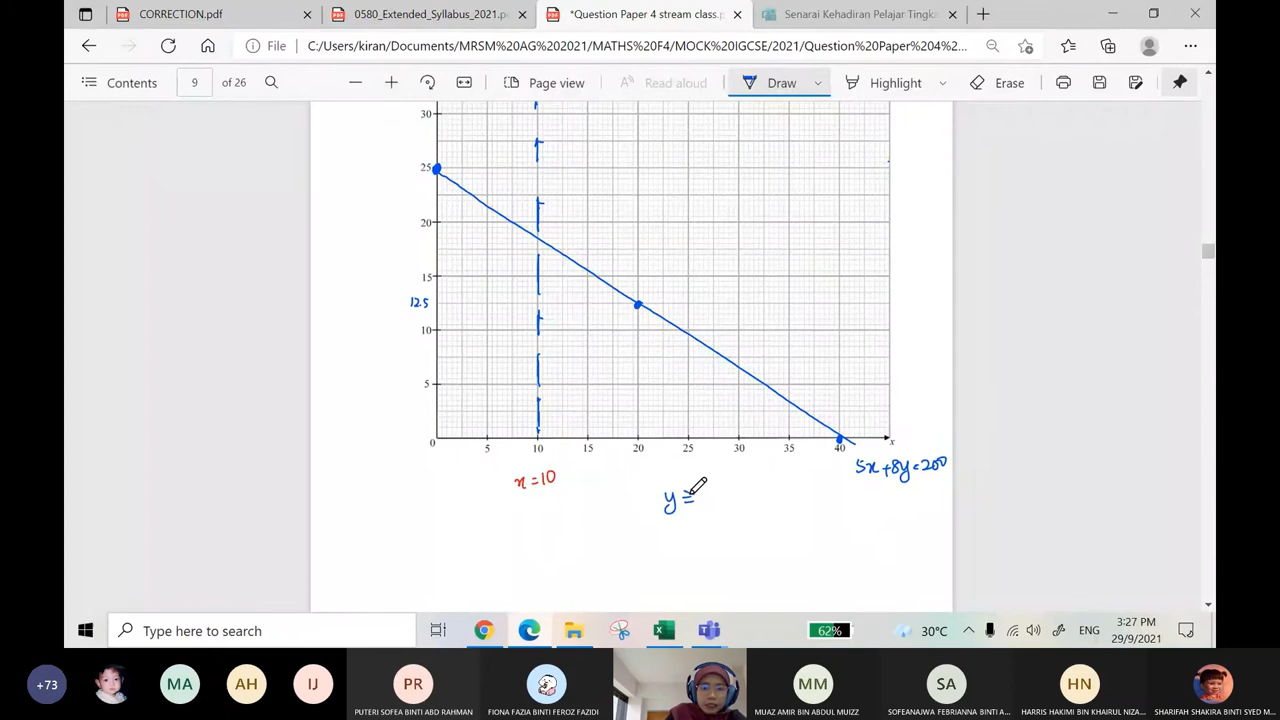 CORRECTION.pdf
0580_Extended_Syllabus_2021.p
*Question Paper 4 stream class.p
Senarai Kehadiran Pelajar Tingka
File
C:/Users/kiran/Documents/MRSM%20AG%202021/MATHS%20F4/MOCK%20IGCSE/2021/Question%20Paper%204%2...
Contents
9
of 26
Page view
Read aloud
Draw
Highlight
Erase
30
25
20
15
12.5
10
5
0 5 10 15 20 25 30 35 40 x
x = 10
5x + 8y = 200
y =
Type here to search
62%
30°C
ENG
3:27 PM
29/9/2021
+73
MA
AH
IJ
PR
MM
SA
HN
PUTERI SOFEA BINTI ABD RAHMAN
FIONA FAZIA BINTI FEROZ FAZIDI
MUAZ AMIR BIN ABDUL MUIZZ
SOFEANAJWA FEBRIANNA BINTI A...
HARRIS HAKIMI BIN KHAIRUL NIZA...
SHARIFAH SHAKIRA BINTI SYED M...